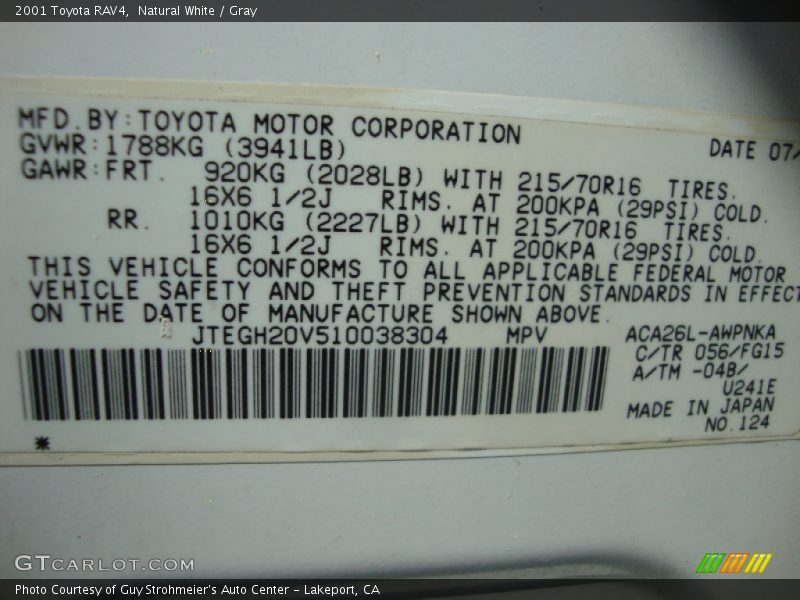 2001 Toyota RAV4, Natural White / Gray
MFD.BY:TOYOTA MOTOR CORPORATION
GVWR:1788KG (3941LB) DATE 07/
GAWR:FRT. 920KG (2028LB) WITH 215/70R16 TIRES.
16X6 1/2J RIMS. AT 200KPA (29PSI) COLD.
RR. 1010KG (2227LB) WITH 215/70R16 TIRES.
16X6 1/2J RIMS. AT 200KPA (29PSI) COLD.
THIS VEHICLE CONFORMS TO ALL APPLICABLE FEDERAL MOTOR
VEHICLE SAFETY AND THEFT PREVENTION STANDARDS IN EFFECT
ON THE DATE OF MANUFACTURE SHOWN ABOVE.
JTEGH20V510038304 MPV ACA26L-AWPNKA
C/TR 056/FG15
A/TM -04B/
U241E
MADE IN JAPAN
NO.124
*
GTCARLOT.COM
Photo Courtesy of Guy Strohmeier's Auto Center - Lakeport, CA